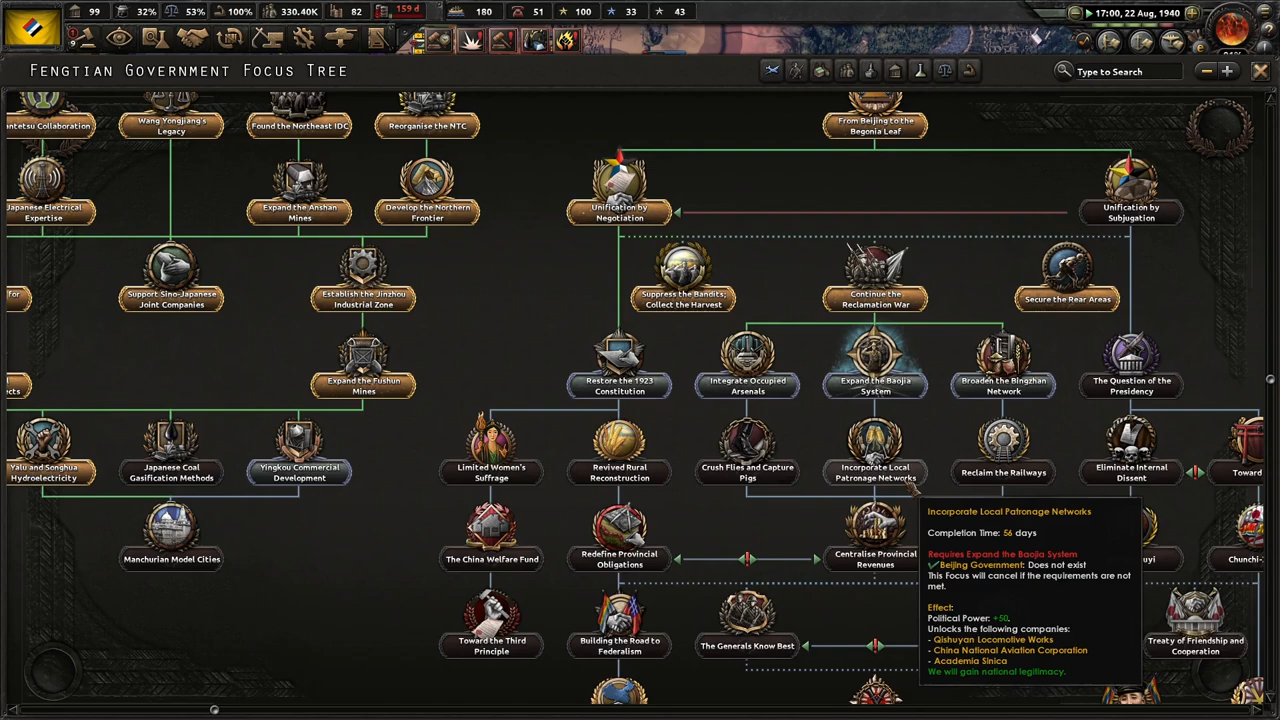 99 32% 53% 100% 330,40K 82 159 d 180 51 100 33 43 17:00, 22 Aug, 1940
9
Fengtian Government Focus Tree
Type to Search
antetsu Collaboration
Wang Yongjiang's
Legacy
Found the Northeast IDC
Reorganise the NTC
From Beijing to the
Begonia Leaf
Japanese Electrical
Expertise
Expand the Anshan
Mines
Develop the Northern
Frontier
Unification by
Negotiation
Unification by
Subjugation
for
Support Sino-Japanese
Joint Companies
Establish the Jinzhou
Industrial Zone
Suppress the Bandits;
Collect the Harvest
Continue the
Reclamation War
Secure the Rear Areas
ects
Expand the Fushun
Mines
Restore the 1923
Constitution
Integrate Occupied
Arsenals
Expand the Baojia
System
Broaden the Bingzhan
Network
The Question of the
Presidency
Yalu and Songhua
Hydroelectricity
Japanese Coal
Gasification Methods
Yingkou Commercial
Development
Limited Women's
Suffrage
Revived Rural
Reconstruction
Crush Flies and Capture
Pigs
Incorporate Local
Patronage Networks
Reclaim the Railways
Eliminate Internal
Dissent
Toward
Manchurian Model Cities
The China Welfare Fund
Redefine Provincial
Obligations
Centralise Provincial
Revenues
uyi
Chunchi-
Toward the Third
Principle
Building the Road to
Federalism
The Generals Know Best
Treaty of Friendship and
Cooperation
Incorporate Local Patronage Networks
Completion Time: 56 days
Requires Expand the Baojia System
Beijing Government: Does not exist
This Focus will cancel if the requirements are not
met.
Effect:
Political Power: +50.
Unlocks the following companies:
- Qishuyan Locomotive Works
- China National Aviation Corporation
- Academia Sinica
We will gain national legitimacy.